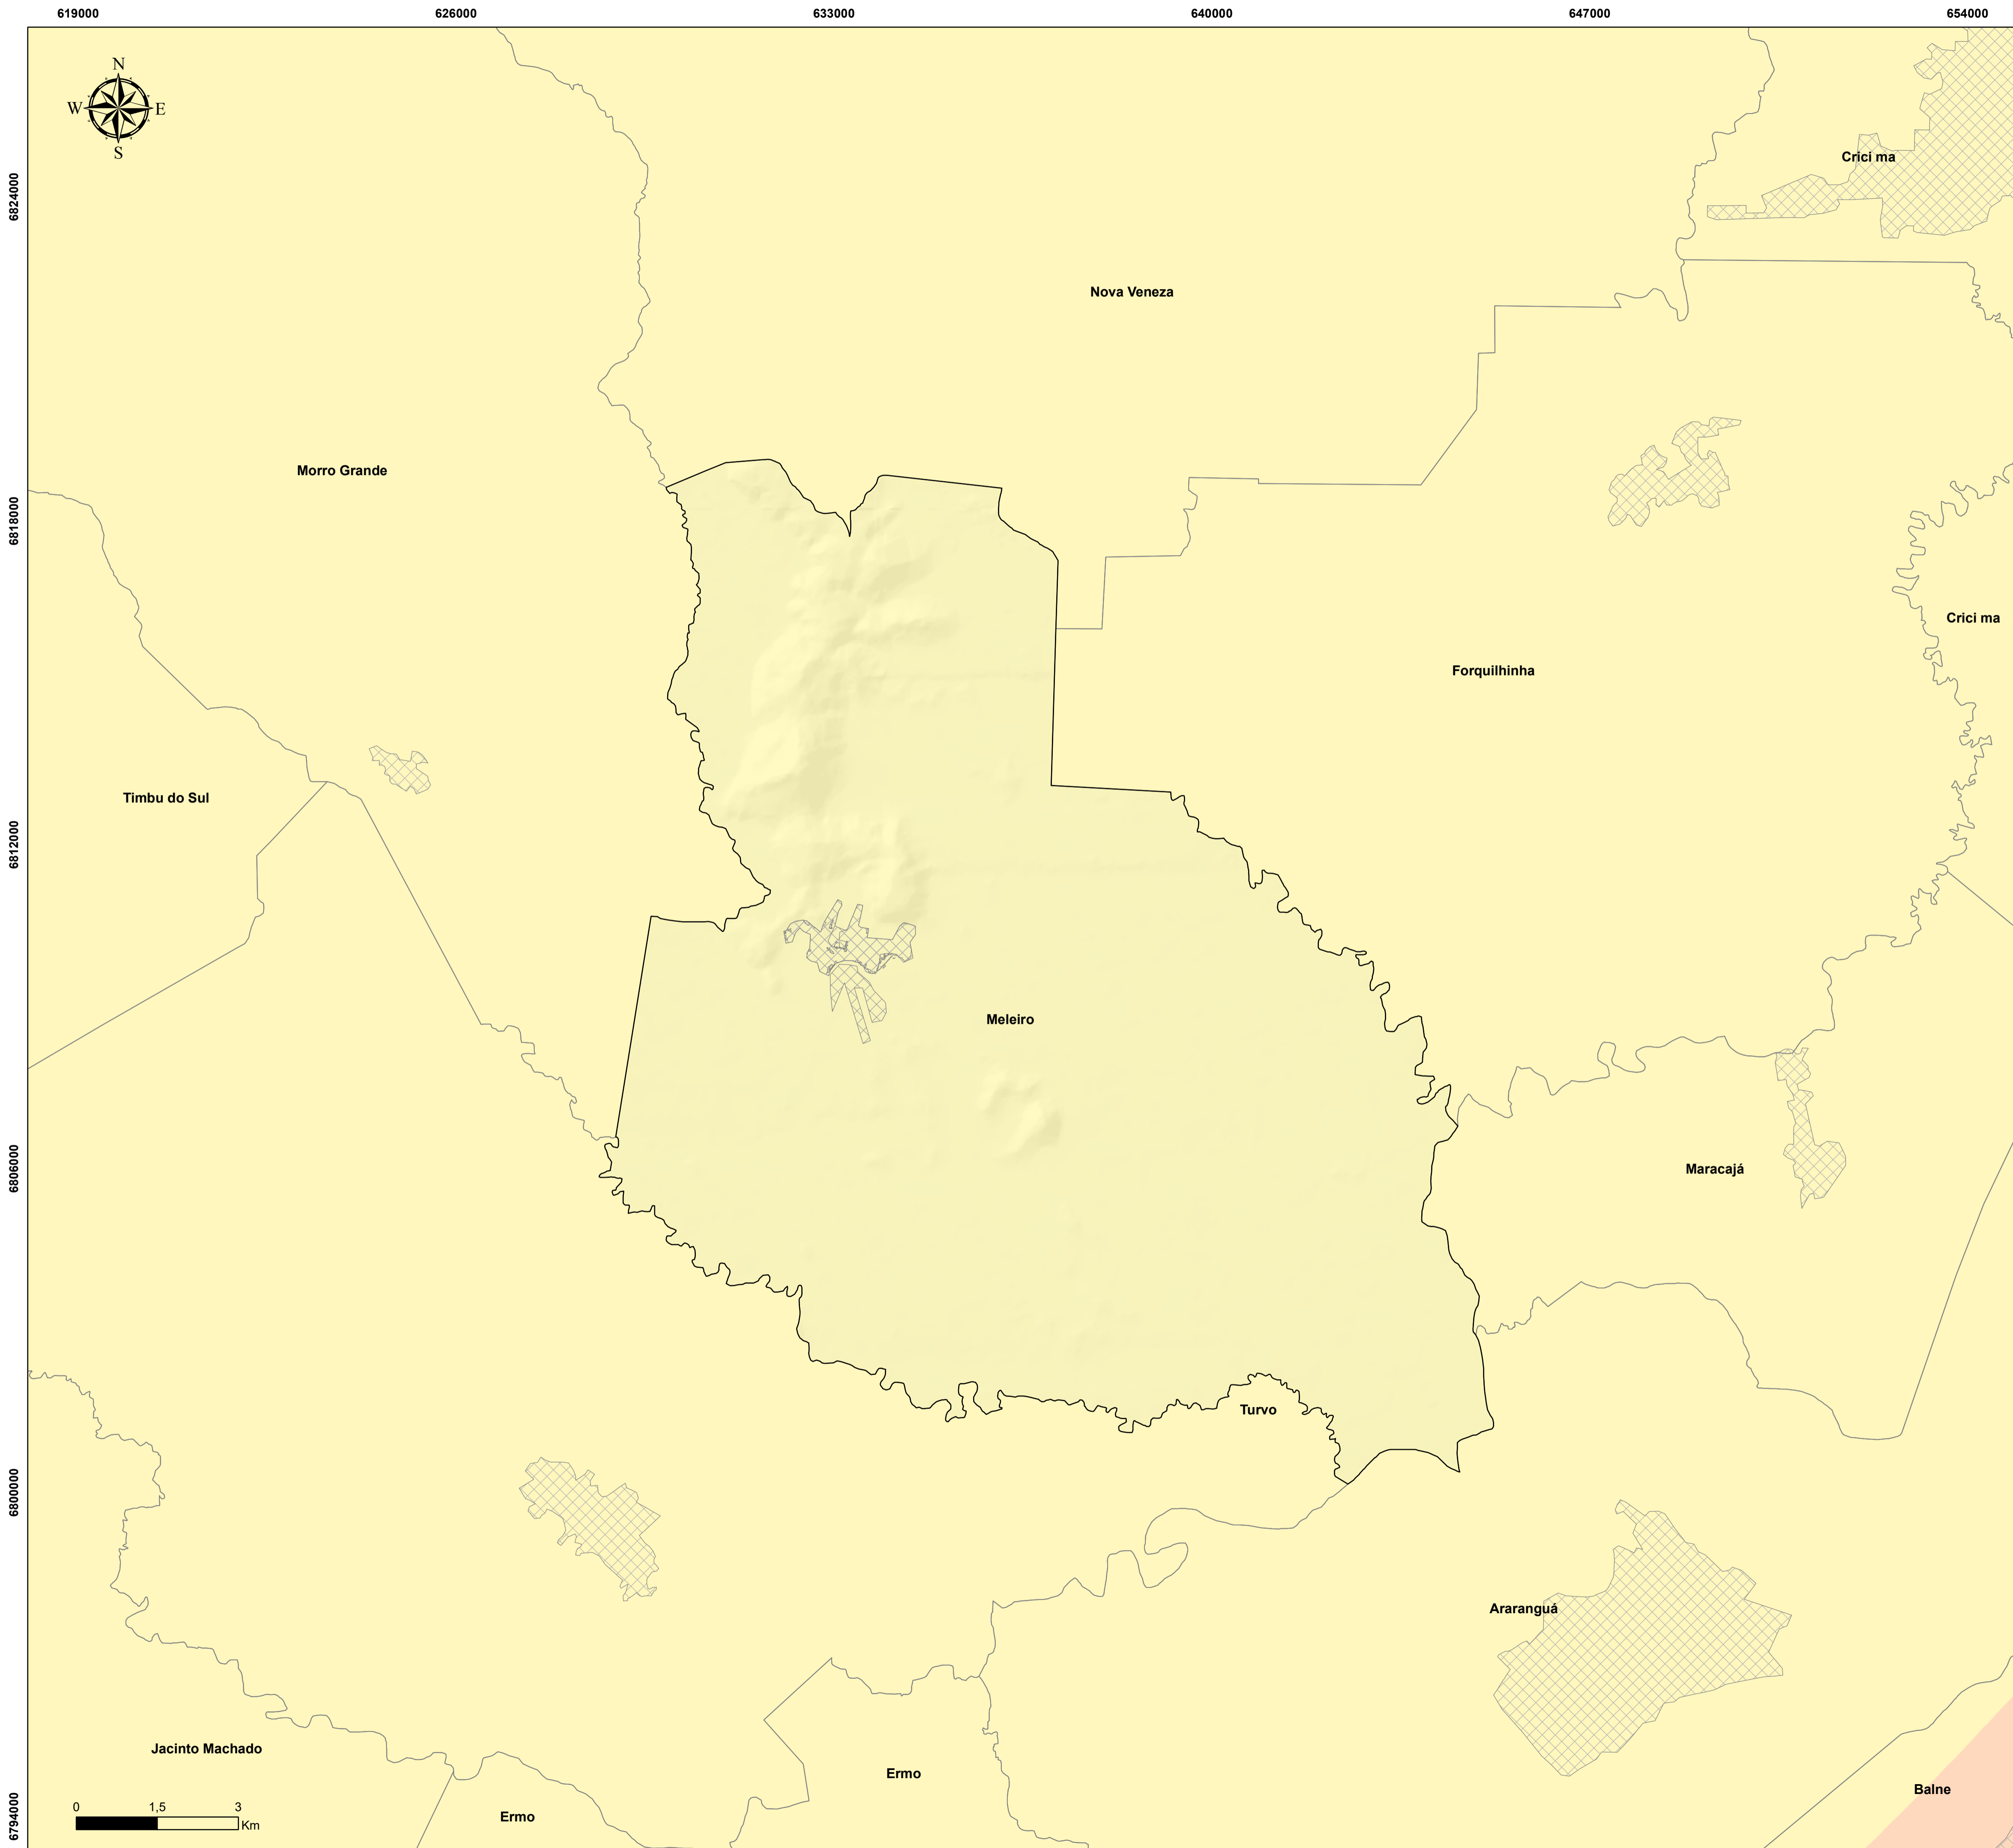 619000 626000 633000 640000 647000 654000
N
W E
S
6824000
Crici ma
Nova Veneza
Morro Grande
6818000
Crici ma
Forquilhinha
Timbu do Sul
6812000
Meleiro
6806000
Maracajá
Turvo
6800000
Araranguá
Jacinto Machado
Ermo
Balne
6794000
0 1,5 3
Km
Ermo